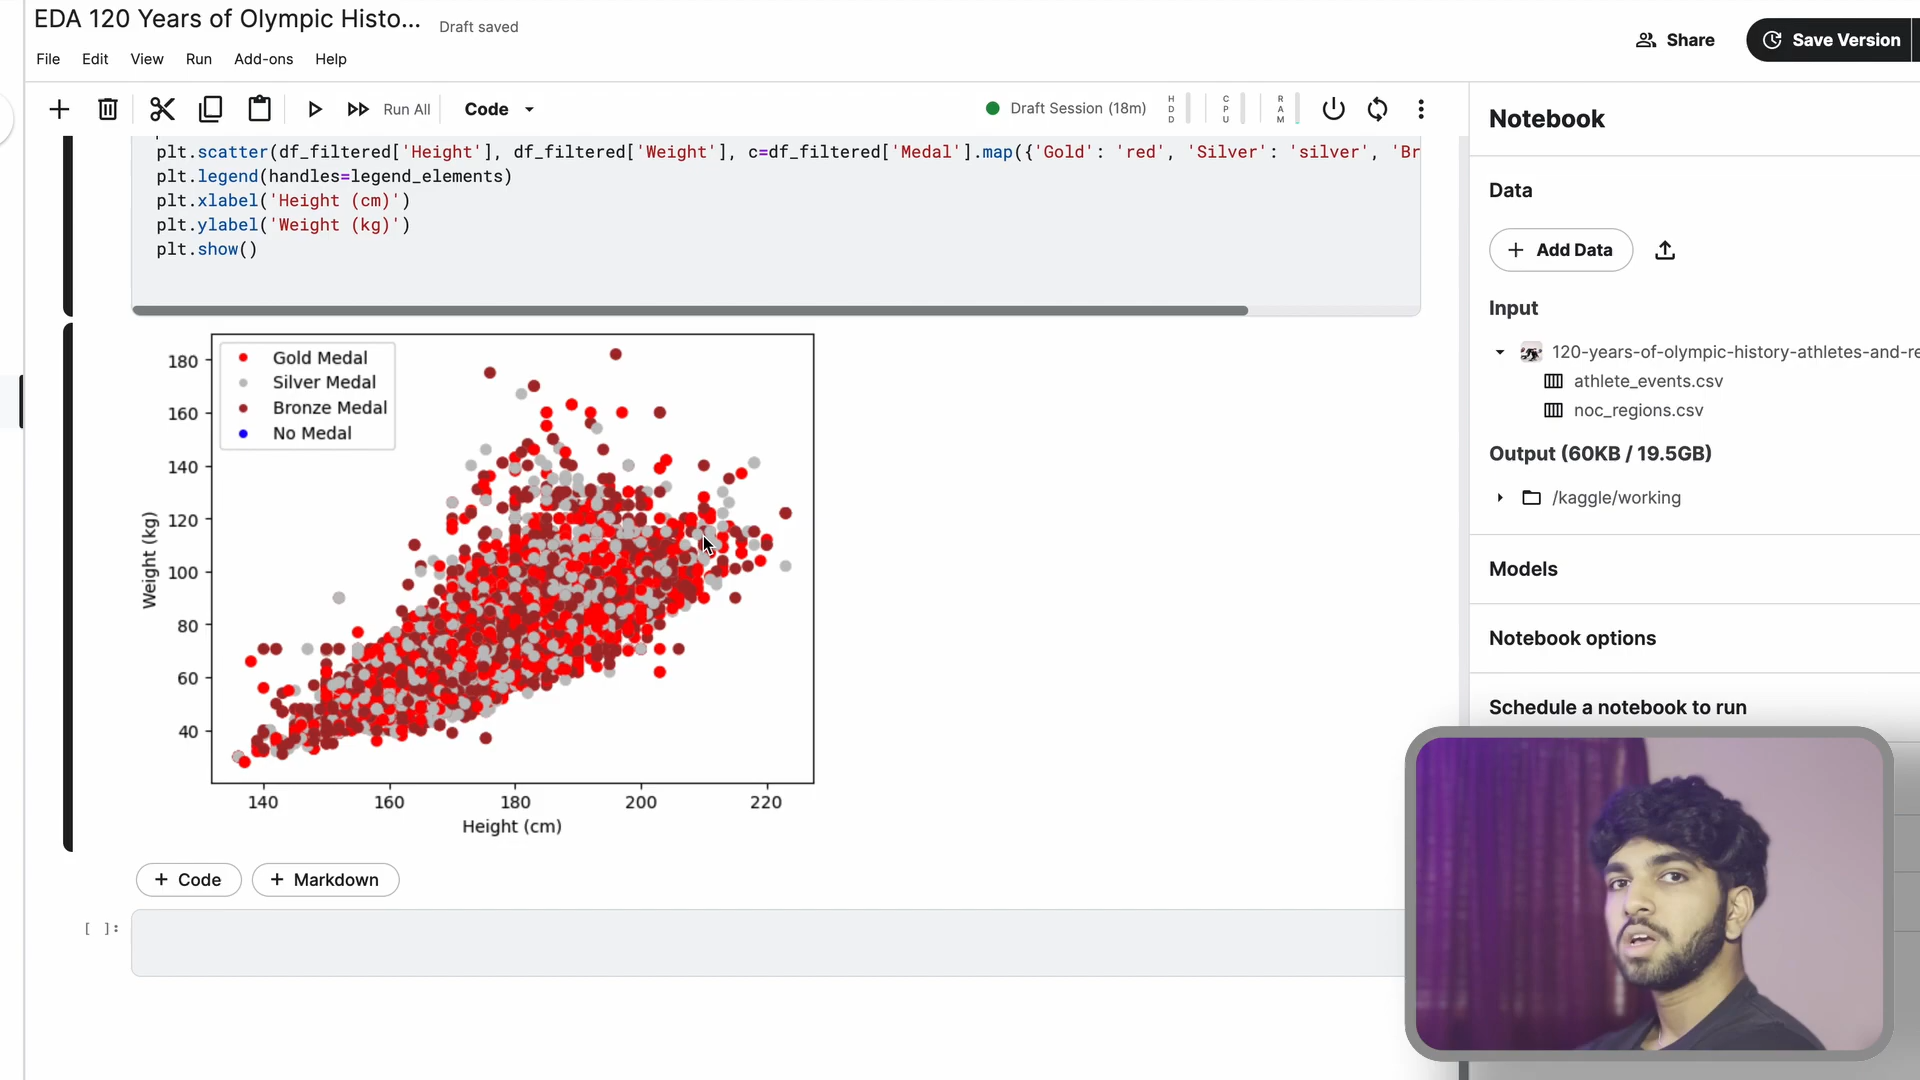 EDA 120 Years of Olympic Histo...
Draft saved
File Edit View Run Add-ons Help
Share
Save Version
Run All
Code
Draft Session (18m)
HDD
CPU
RAM
plt.scatter(df_filtered['Height'], df_filtered['Weight'], c=df_filtered['Medal'].map({'Gold': 'red', 'Silver': 'silver', 'Br
plt.legend(handles=legend_elements)
plt.xlabel('Height (cm)')
plt.ylabel('Weight (kg)')
plt.show()
Gold Medal
Silver Medal
Bronze Medal
No Medal
180
160
140
120
100
80
60
40
Weight (kg)
140 160 180 200 220
Height (cm)
+ Code
+ Markdown
[ ]:
Notebook
Data
+ Add Data
Input
120-years-of-olympic-history-athletes-and-re
athlete_events.csv
noc_regions.csv
Output (60KB / 19.5GB)
/kaggle/working
Models
Notebook options
Schedule a notebook to run